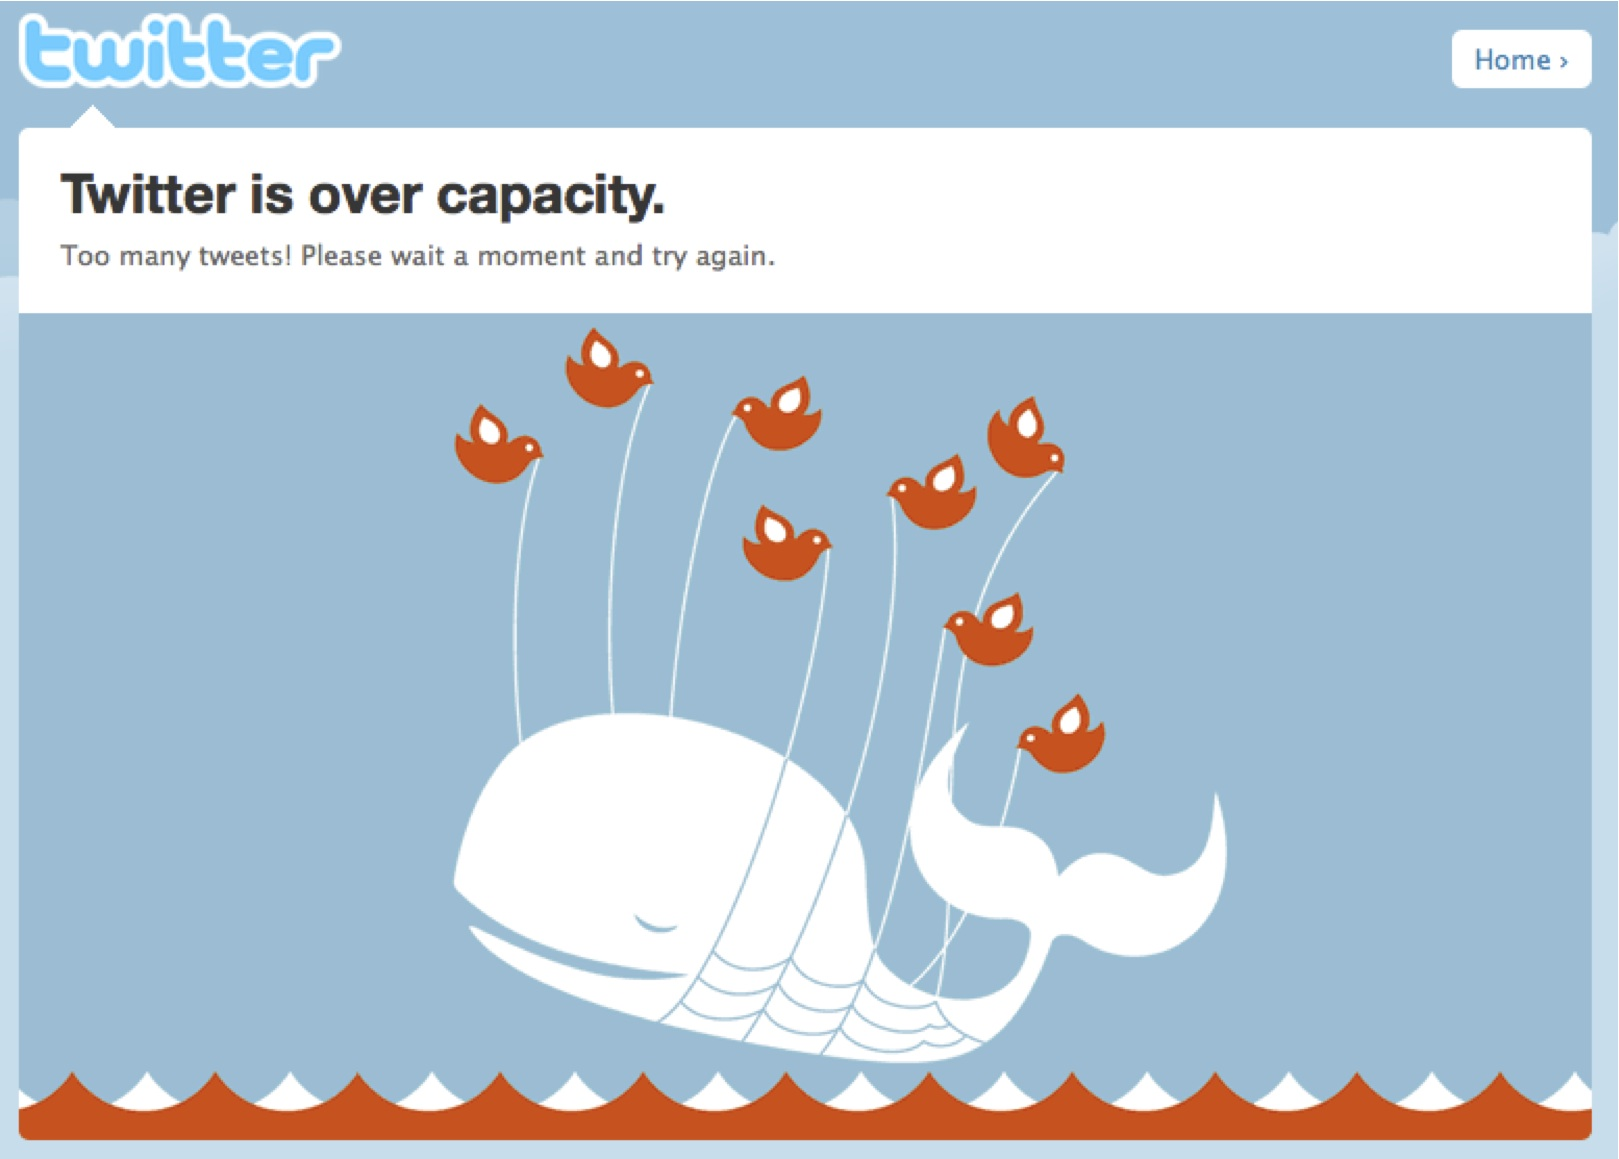 twitter
Home ›
Twitter is over capacity.
Too many tweets! Please wait a moment and try again.